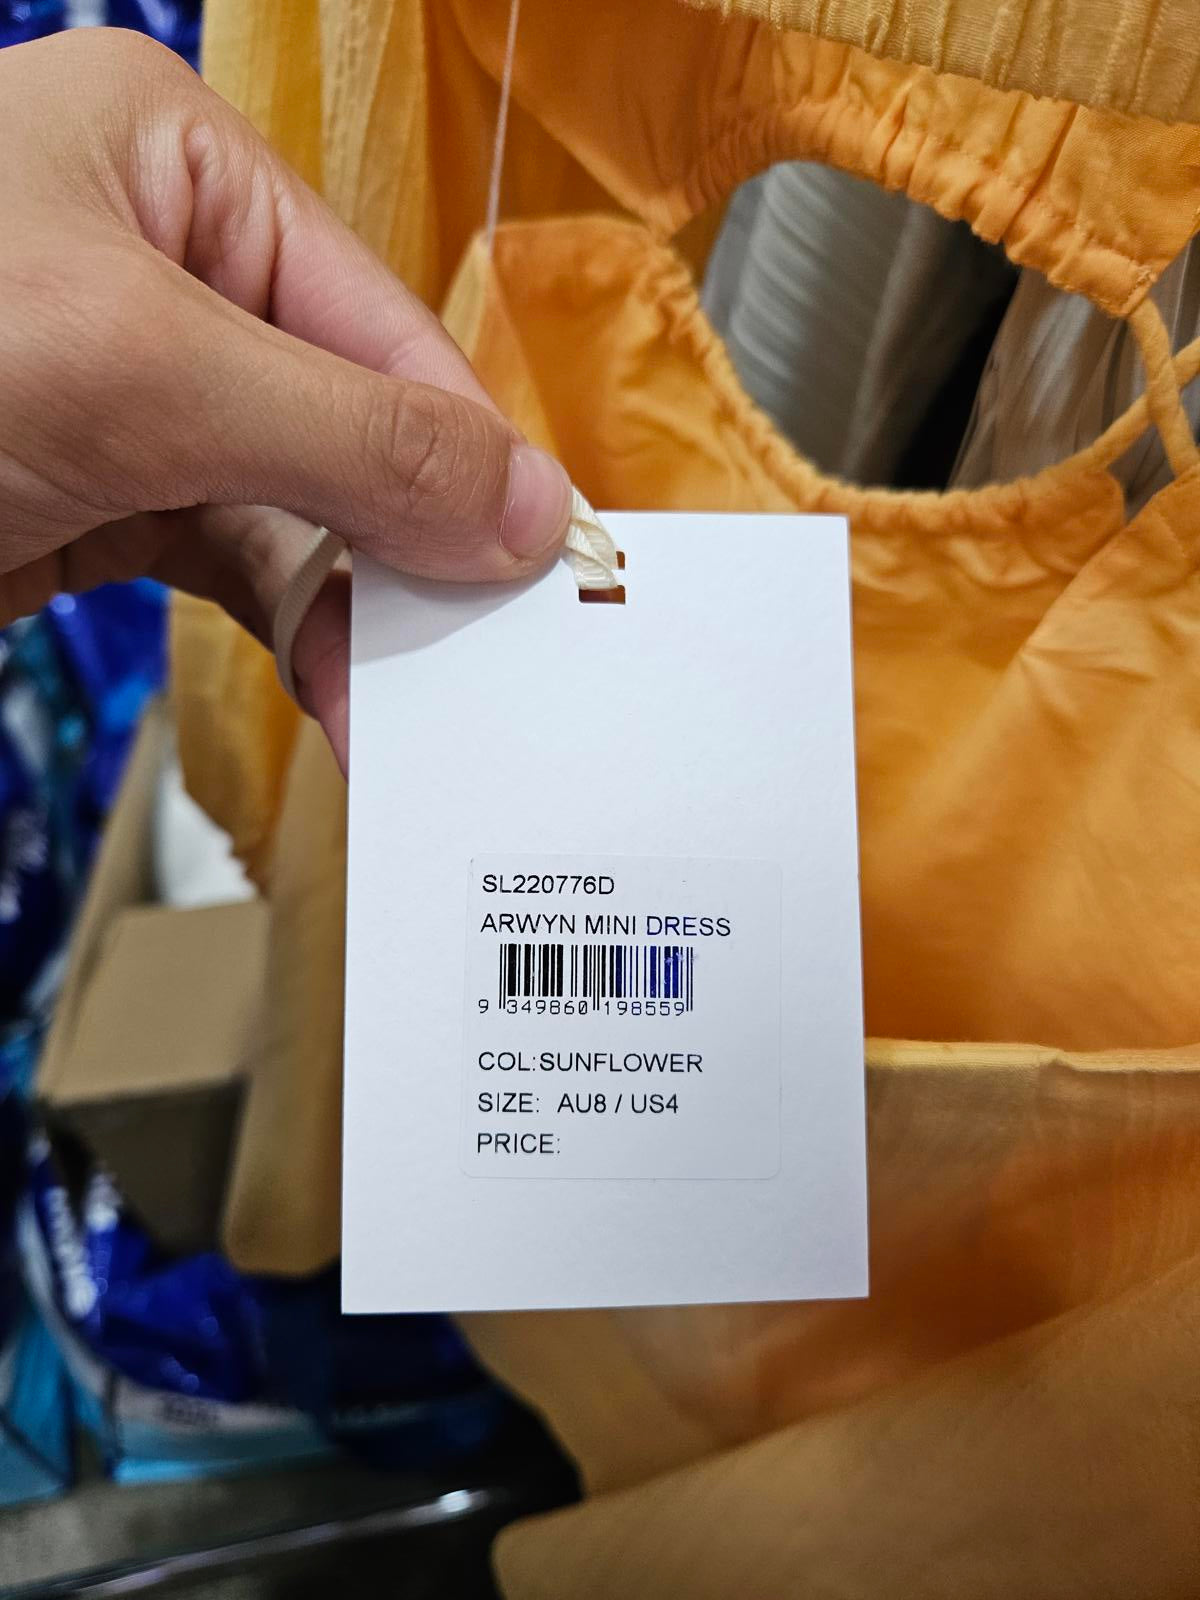 SL220776D
ARWYN MINI DRESS
9 349860 198559
COL:SUNFLOWER
SIZE: AU8 / US4
PRICE: